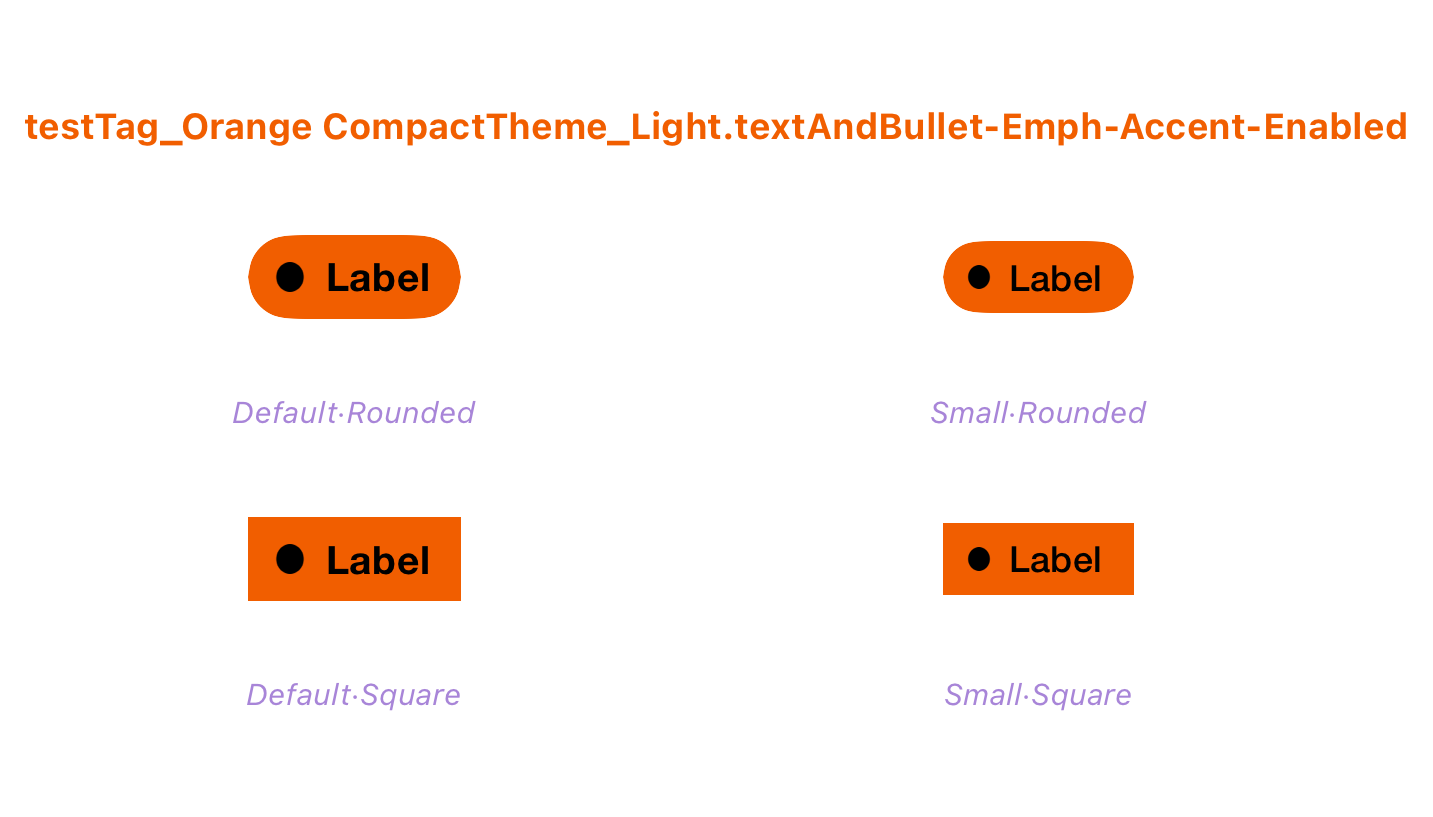 testTag_Orange CompactTheme_Light.textAndBullet-Emph-Accent-Enabled
Label
Label
Default·Rounded
Small·Rounded
Label
Label
Default·Square
Small·Square